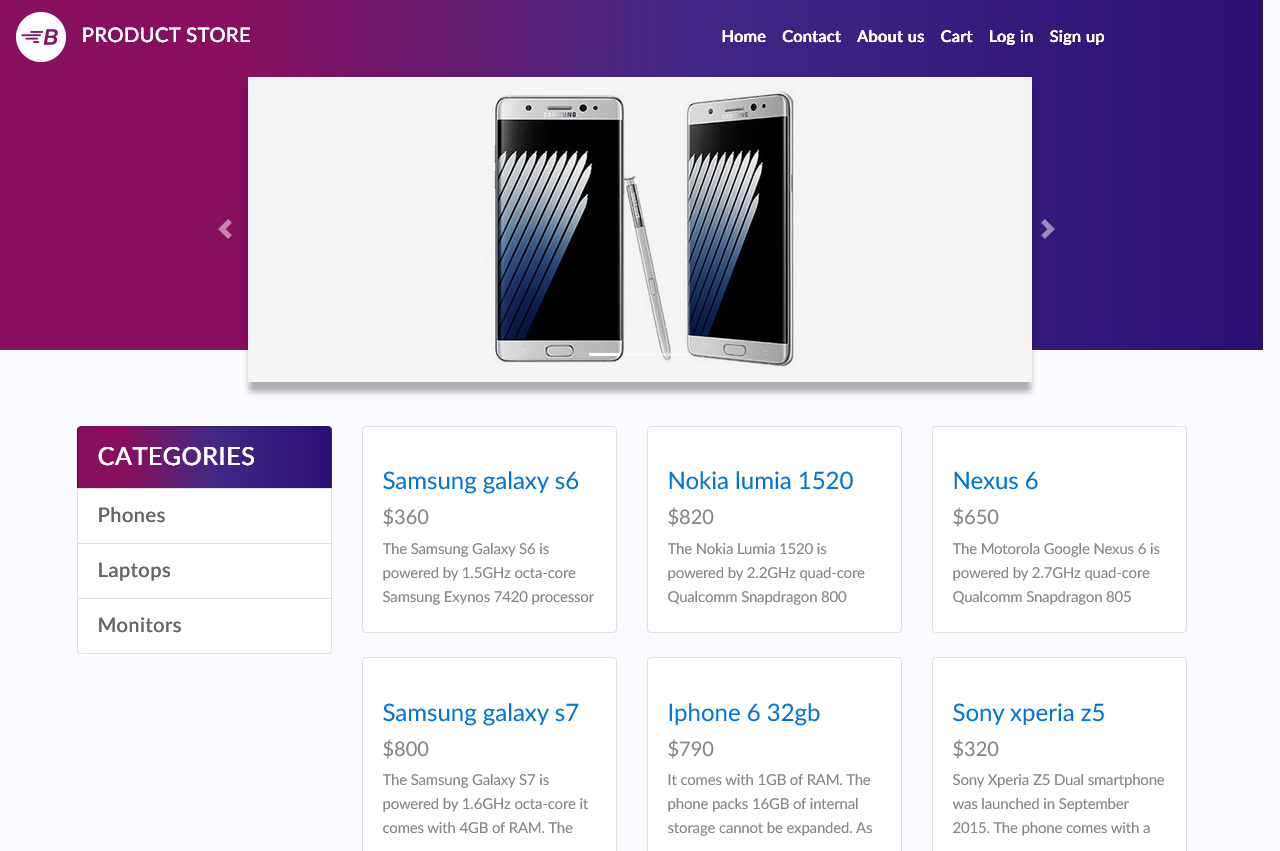 B PRODUCT STORE
Home Contact About us Cart Log in Sign up
SAMSUNG SAMSUNG
CATEGORIES
Phones
Laptops
Monitors
Samsung galaxy s6
$360
The Samsung Galaxy S6 is
powered by 1.5GHz octa-core
Samsung Exynos 7420 processor
Nokia lumia 1520
$820
The Nokia Lumia 1520 is
powered by 2.2GHz quad-core
Qualcomm Snapdragon 800
Nexus 6
$650
The Motorola Google Nexus 6 is
powered by 2.7GHz quad-core
Qualcomm Snapdragon 805
Samsung galaxy s7
$800
The Samsung Galaxy S7 is
powered by 1.6GHz octa-core it
comes with 4GB of RAM. The
Iphone 6 32gb
$790
It comes with 1GB of RAM. The
phone packs 16GB of internal
storage cannot be expanded. As
Sony xperia z5
$320
Sony Xperia Z5 Dual smartphone
was launched in September
2015. The phone comes with a